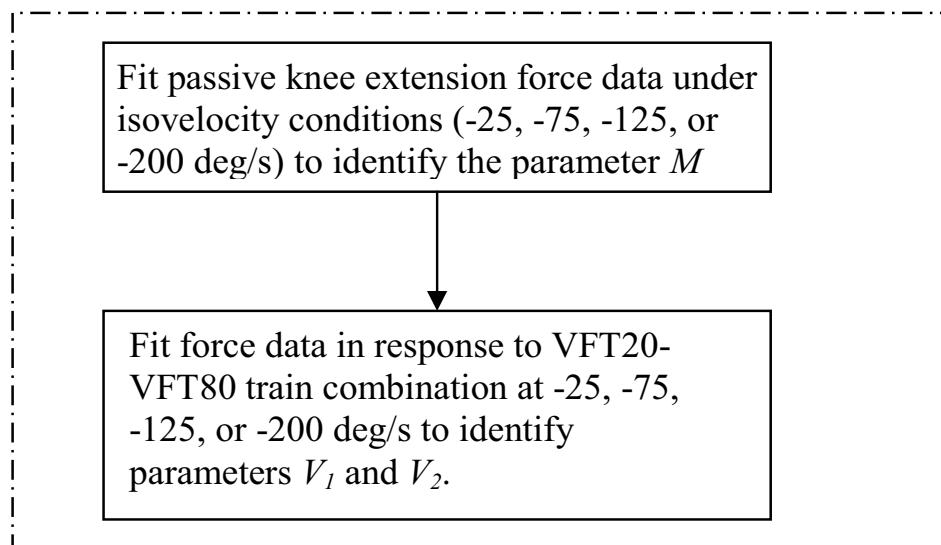 Fit passive knee extension force data under
isovelocity conditions (-25, -75, -125, or
-200 deg/s) to identify the parameter M
Fit force data in response to VFT20-
VFT80 train combination at -25, -75,
-125, or -200 deg/s to identify
parameters V1 and V2.